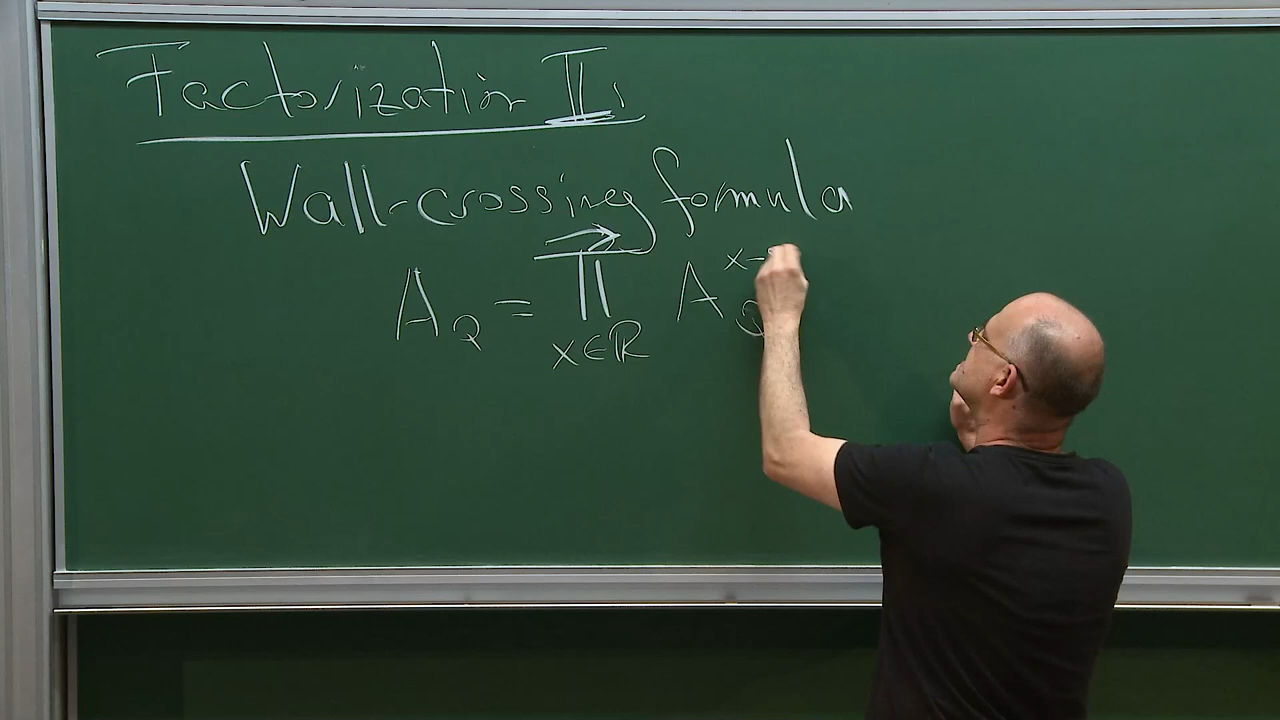 Factorization II:
Wall-crossing formula
A_Q = ∏→_{x∈ℝ} A_Q^{x-